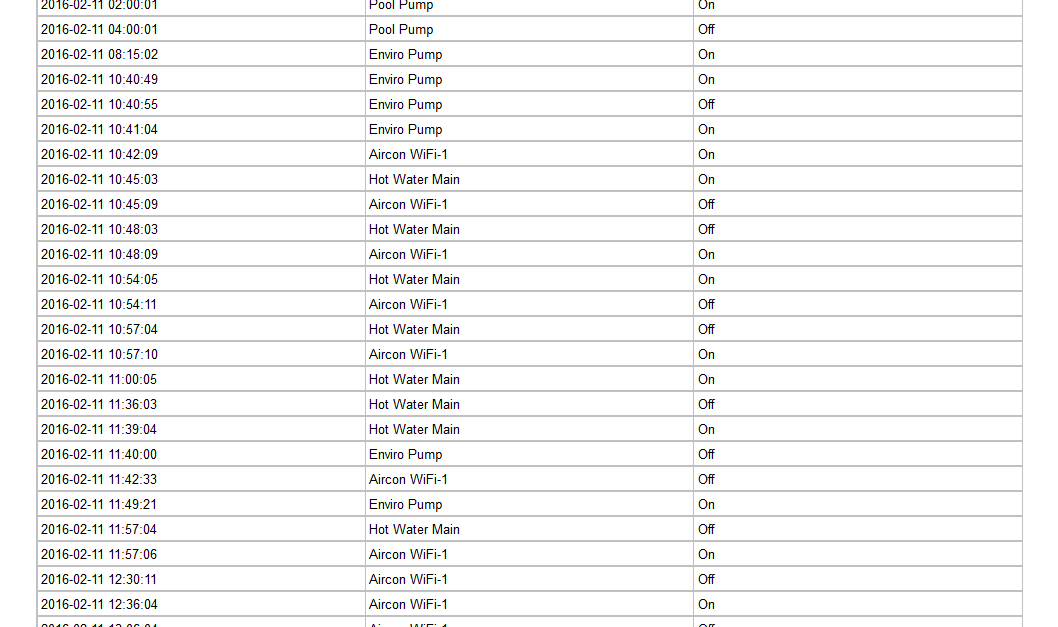 2016-02-11 02:00:01 Pool Pump On
2016-02-11 04:00:01 Pool Pump Off
2016-02-11 08:15:02 Enviro Pump On
2016-02-11 10:40:49 Enviro Pump On
2016-02-11 10:40:55 Enviro Pump Off
2016-02-11 10:41:04 Enviro Pump On
2016-02-11 10:42:09 Aircon WiFi-1 On
2016-02-11 10:45:03 Hot Water Main On
2016-02-11 10:45:09 Aircon WiFi-1 Off
2016-02-11 10:48:03 Hot Water Main Off
2016-02-11 10:48:09 Aircon WiFi-1 On
2016-02-11 10:54:05 Hot Water Main On
2016-02-11 10:54:11 Aircon WiFi-1 Off
2016-02-11 10:57:04 Hot Water Main Off
2016-02-11 10:57:10 Aircon WiFi-1 On
2016-02-11 11:00:05 Hot Water Main On
2016-02-11 11:36:03 Hot Water Main Off
2016-02-11 11:39:04 Hot Water Main On
2016-02-11 11:40:00 Enviro Pump Off
2016-02-11 11:42:33 Aircon WiFi-1 Off
2016-02-11 11:49:21 Enviro Pump On
2016-02-11 11:57:04 Hot Water Main Off
2016-02-11 11:57:06 Aircon WiFi-1 On
2016-02-11 12:30:11 Aircon WiFi-1 Off
2016-02-11 12:36:04 Aircon WiFi-1 On
2016-02-11 Aircon WiFi-1 Off